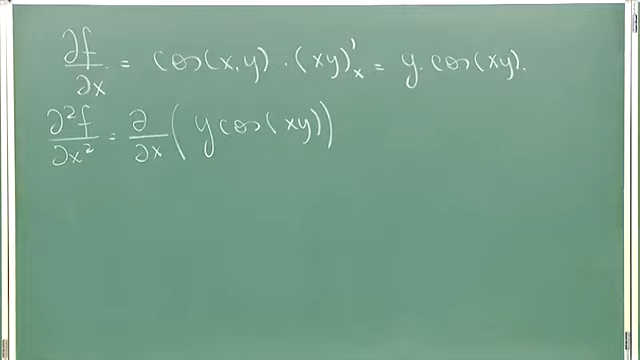 ∂f/∂x = cos(x,y) · (xy)'ₓ = y. cos(xy).
∂²f/∂x² = ∂/∂x (y cos(xy))